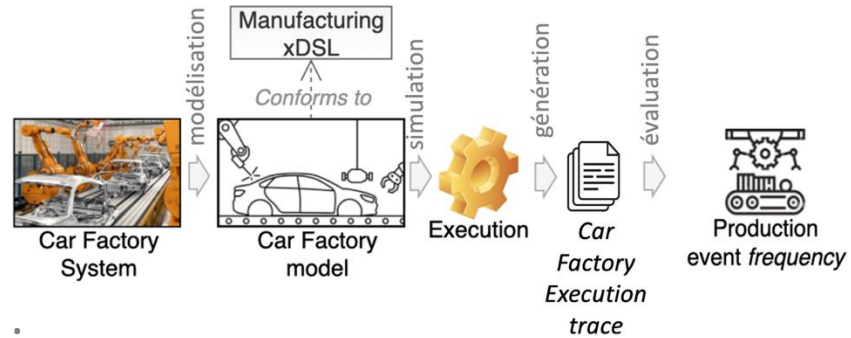 Manufacturing
xDSL
modélisation
Conforms to
simulation
génération
évaluation
Car Factory
System
Car Factory
model
Execution
Car
Factory
Execution
trace
Production
event frequency